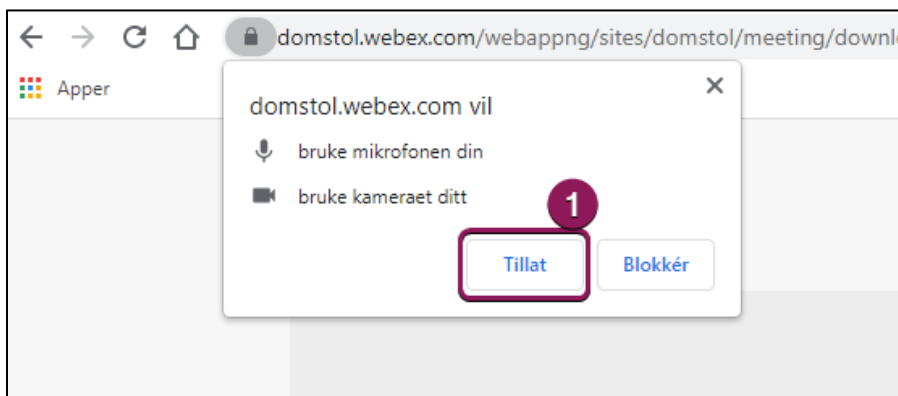 domstol.webex.com/webappng/sites/domstol/meeting/downl
Apper
domstol.webex.com vil
bruke mikrofonen din
bruke kameraet ditt
1
Tillat
Blokkér